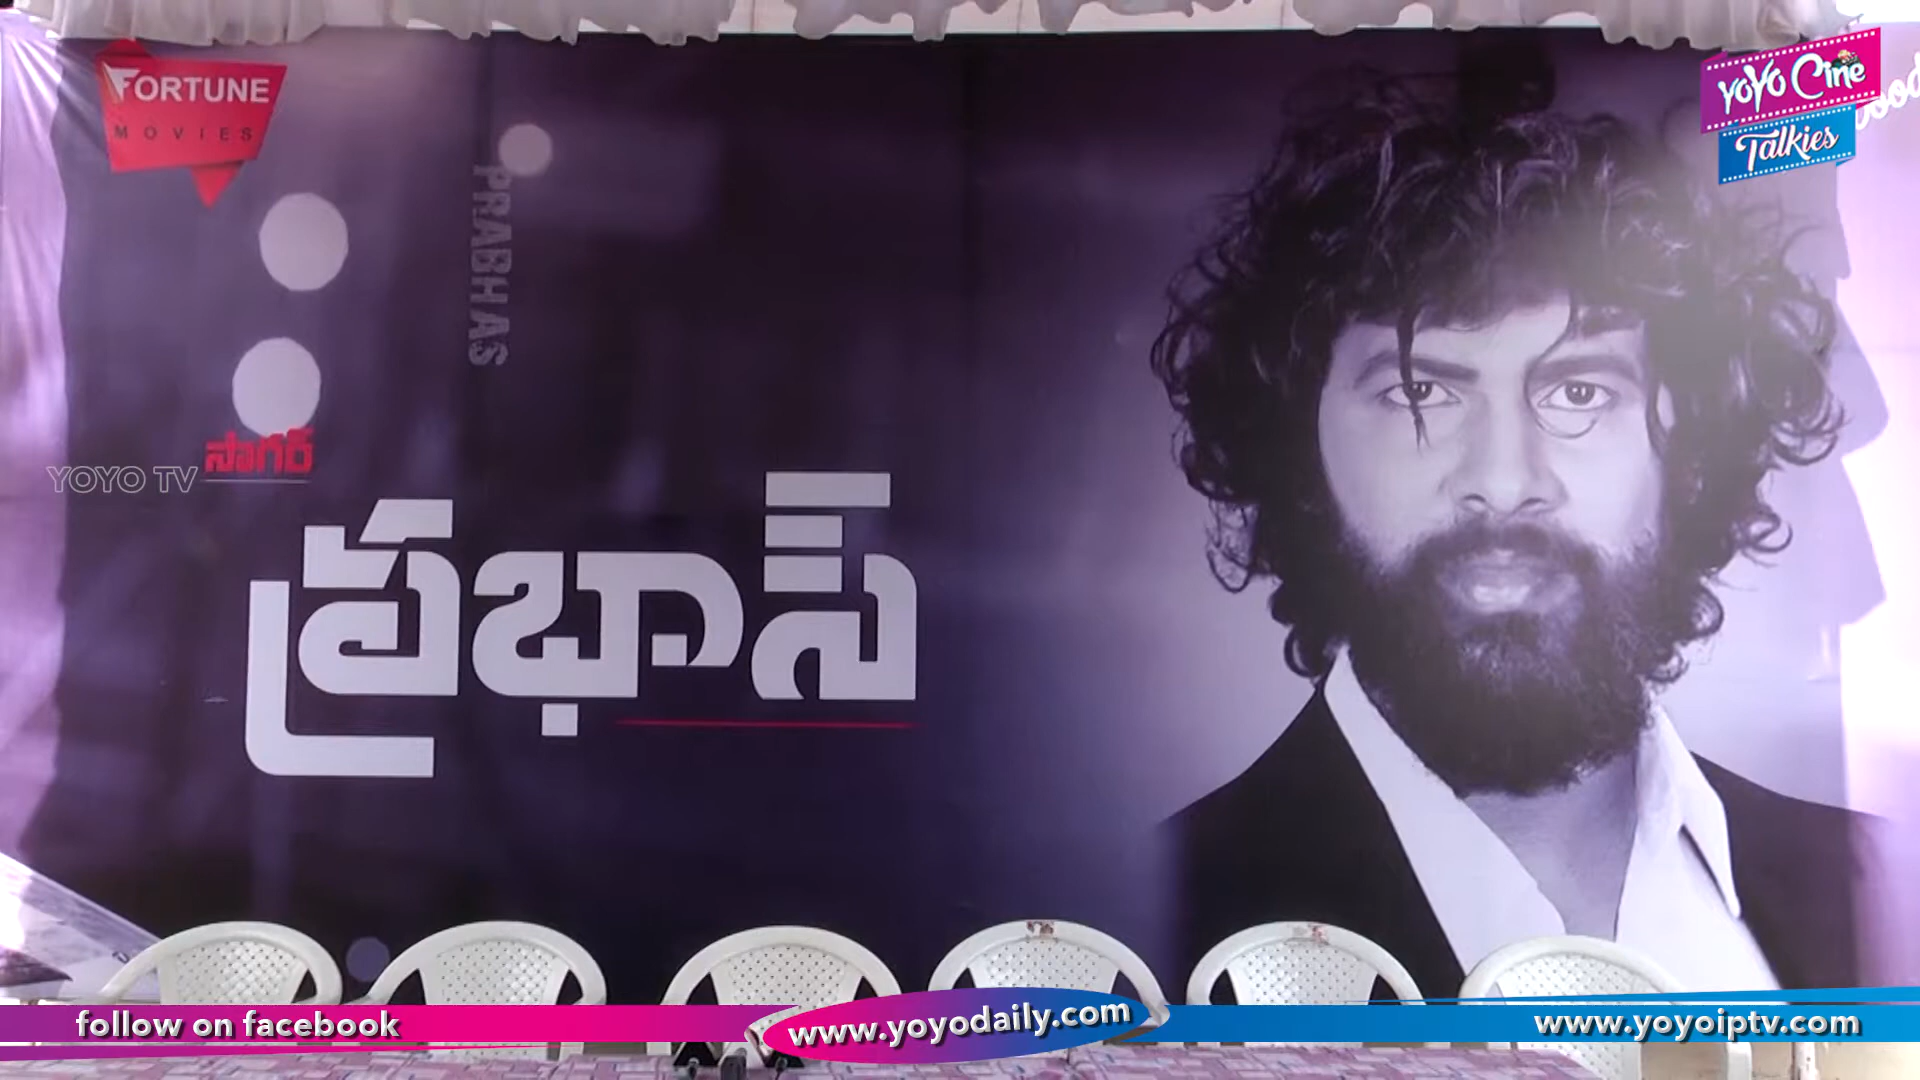 FORTUNE
MOVIES
PRABHAS
YOYO Cine
Talkies
ood
సాగర్
YOYO TV
ప్రభాస్
follow on facebook
www.yoyodaily.com
www.yoyoiptv.com